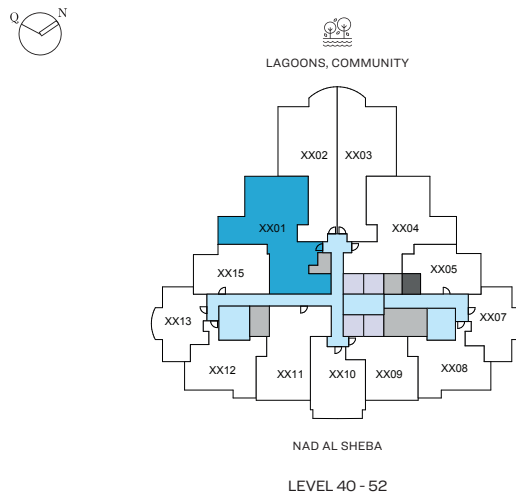 Q N
LAGOONS, COMMUNITY
XX02 XX03
XX01 XX04
XX15 XX05
XX13 XX07
XX12 XX11 XX10 XX09 XX08
NAD AL SHEBA
LEVEL 40 - 52